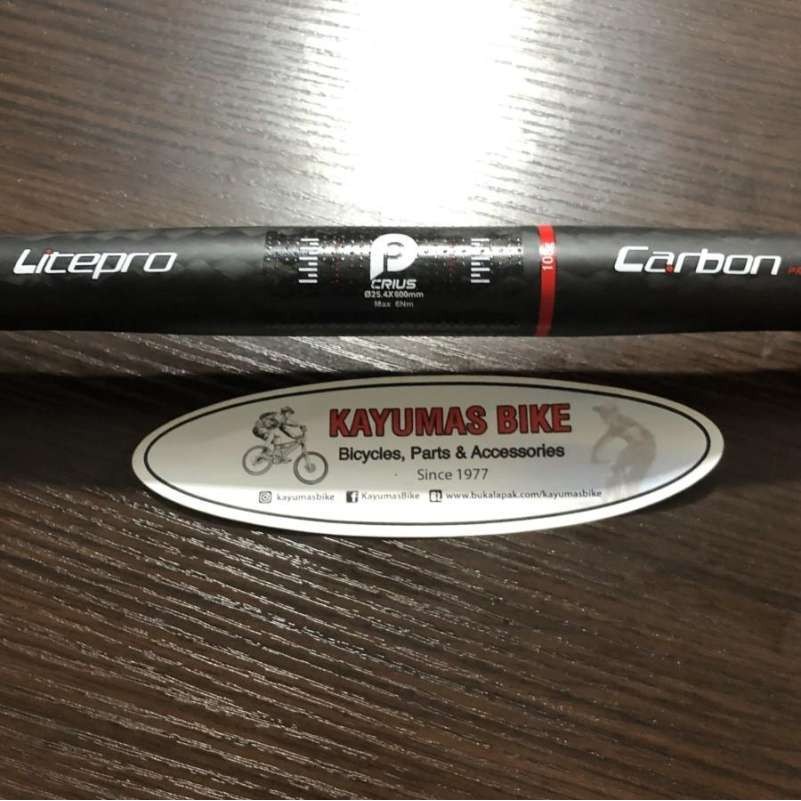 Litepro
P
CRIUS
Ø25.4X600mm
Max 6Nm
Carbon
KAYUMAS BIKE
Bicycles, Parts & Accessories
Since 1977
kayumasbike KayumasBike www.bukalapak.com/kayumasbike